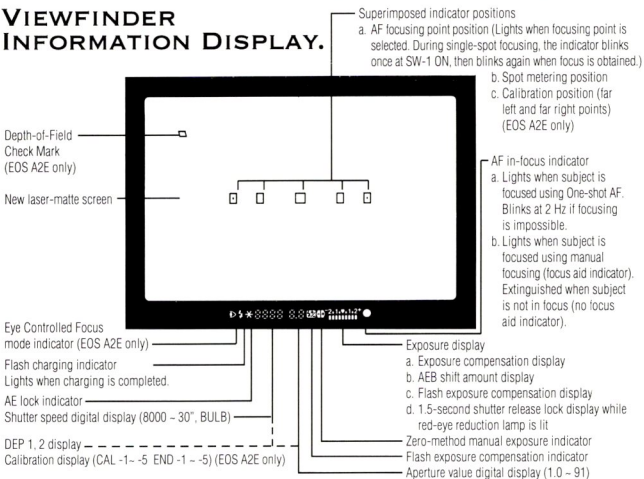 VIEWFINDER
INFORMATION DISPLAY.
Superimposed indicator positions
a. AF focusing point position (Lights when focusing point is
selected. During single-spot focusing, the indicator blinks
once at SW-1 ON, then blinks again when focus is obtained.)
b. Spot metering position
c. Calibration position (far
left and far right points)
(EOS A2E only)
Depth-of-Field
Check Mark
(EOS A2E only)
New laser-matte screen
AF in-focus indicator
a. Lights when subject is
focused using One-shot AF.
Blinks at 2 Hz if focusing
is impossible.
b. Lights when subject is
focused using manual
focusing (focus aid indicator).
Extinguished when subject
is not in focus (no focus
aid indicator).
8888 8.8
Eye Controlled Focus
mode indicator (EOS A2E only)
Flash charging indicator
Lights when charging is completed.
AE lock indicator
Shutter speed digital display (8000 ~ 30", BULB)
DEP 1, 2 display
Calibration display (CAL -1~ -5 END -1 ~ -5) (EOS A2E only)
Exposure display
a. Exposure compensation display
b. AEB shift amount display
c. Flash exposure compensation display
d. 1.5-second shutter release lock display while
red-eye reduction lamp is lit
Zero-method manual exposure indicator
Flash exposure compensation indicator
Aperture value digital display (1.0 ~ 91)